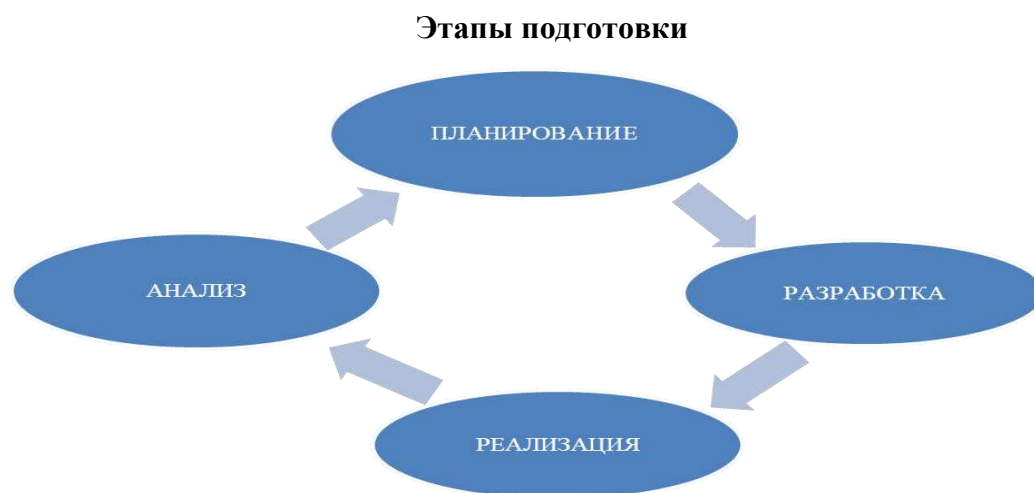 Этапы подготовки
ПЛАНИРОВАНИЕ
АНАЛИЗ
РАЗРАБОТКА
РЕАЛИЗАЦИЯ